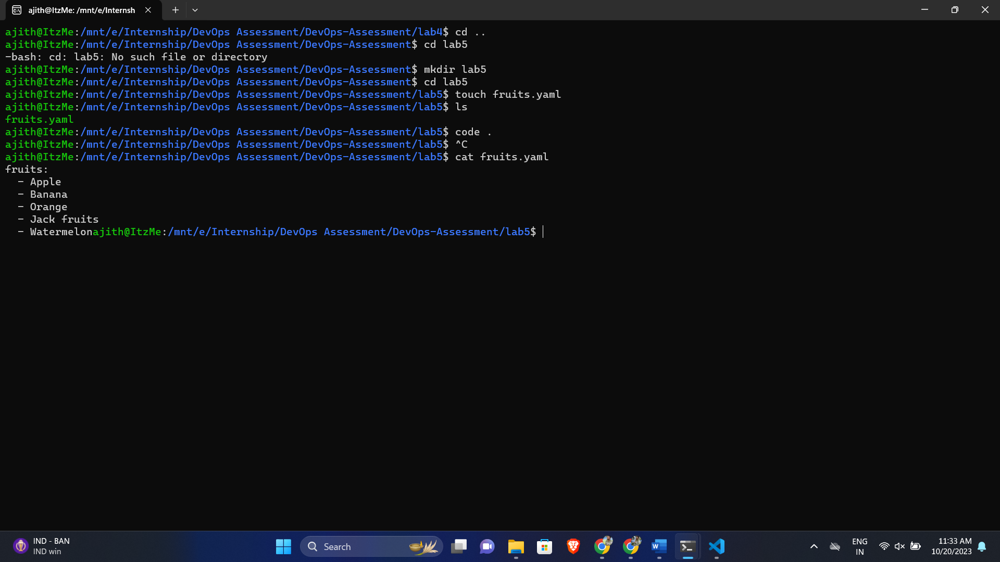 ajith@ItzMe: /mnt/e/Internsh
ajith@ItzMe:/mnt/e/Internship/DevOps Assessment/DevOps-Assessment/lab4$ cd ..
ajith@ItzMe:/mnt/e/Internship/DevOps Assessment/DevOps-Assessment$ cd lab5
-bash: cd: lab5: No such file or directory
ajith@ItzMe:/mnt/e/Internship/DevOps Assessment/DevOps-Assessment$ mkdir lab5
ajith@ItzMe:/mnt/e/Internship/DevOps Assessment/DevOps-Assessment$ cd lab5
ajith@ItzMe:/mnt/e/Internship/DevOps Assessment/DevOps-Assessment/lab5$ touch fruits.yaml
ajith@ItzMe:/mnt/e/Internship/DevOps Assessment/DevOps-Assessment/lab5$ ls
fruits.yaml
ajith@ItzMe:/mnt/e/Internship/DevOps Assessment/DevOps-Assessment/lab5$ code .
ajith@ItzMe:/mnt/e/Internship/DevOps Assessment/DevOps-Assessment/lab5$ ^C
ajith@ItzMe:/mnt/e/Internship/DevOps Assessment/DevOps-Assessment/lab5$ cat fruits.yaml
fruits:
  - Apple
  - Banana
  - Orange
  - Jack fruits
  - Watermelonajith@ItzMe:/mnt/e/Internship/DevOps Assessment/DevOps-Assessment/lab5$
IND - BAN
IND win
Search
ENG
IN
11:33 AM
10/20/2023